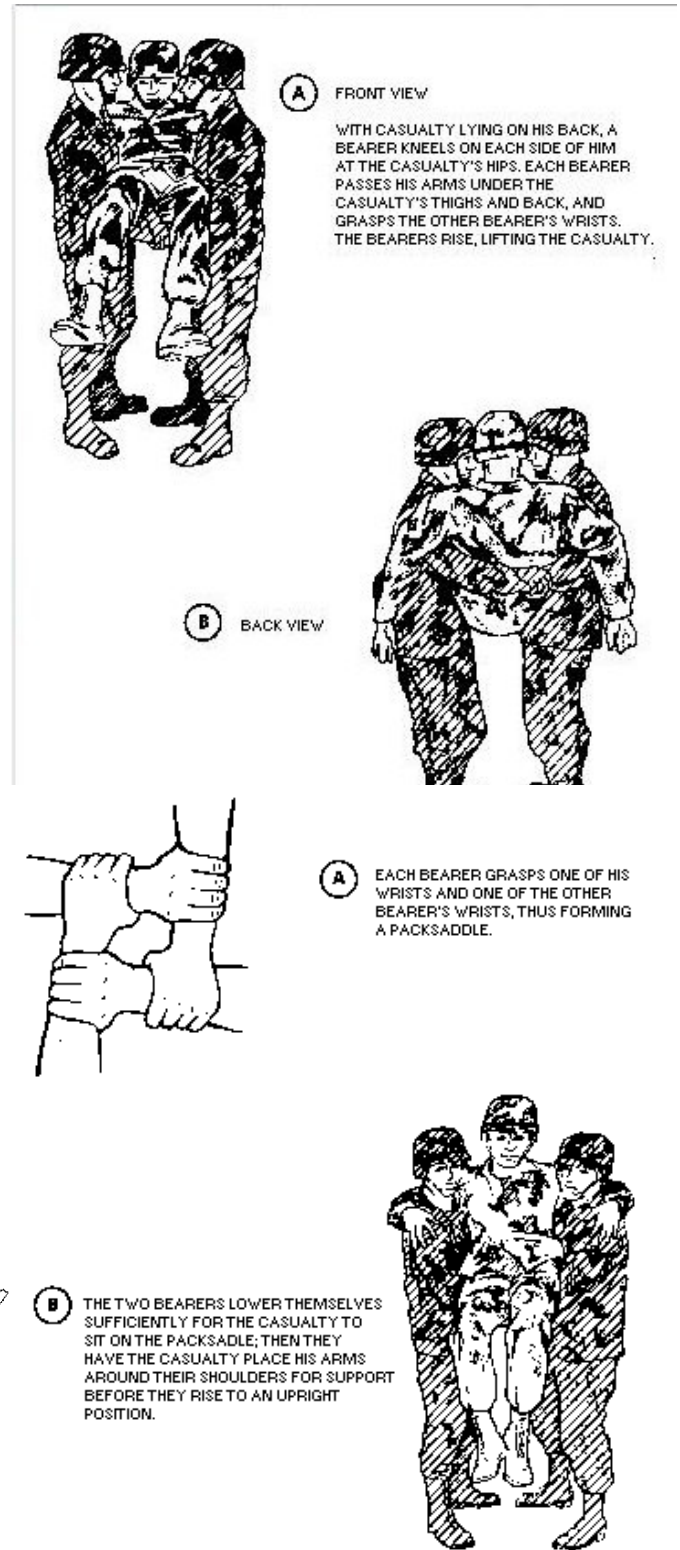 A FRONT VIEW
WITH CASUALTY LYING ON HIS BACK, A
BEARER KNEELS ON EACH SIDE OF HIM
AT THE CASUALTY'S HIPS. EACH BEARER
PASSES HIS ARMS UNDER THE
CASUALTY'S THIGHS AND BACK, AND
GRASPS THE OTHER BEARER'S WRISTS.
THE BEARERS RISE, LIFTING THE CASUALTY.
B BACK VIEW
A EACH BEARER GRASPS ONE OF HIS
WRISTS AND ONE OF THE OTHER
BEARER'S WRISTS, THUS FORMING
A PACKSADDLE.
B THE TWO BEARERS LOWER THEMSELVES
SUFFICIENTLY FOR THE CASUALTY TO
SIT ON THE PACKSADLE; THEN THEY
HAVE THE CASUALTY PLACE HIS ARMS
AROUND THEIR SHOULDERS FOR SUPPORT
BEFORE THEY RISE TO AN UPRIGHT
POSITION.